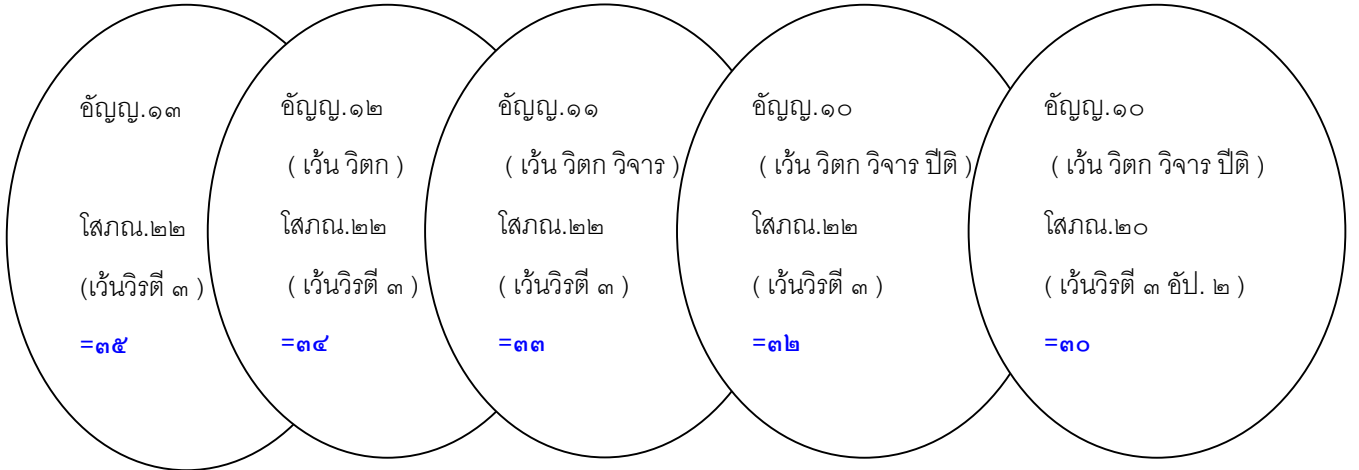 อัญญ.๑๓
โสภณ.๒๒
(เว้นวิรตี ๓ )
=๓๕
อัญญ.๑๒
( เว้น วิตก )
โสภณ.๒๒
( เว้นวิรตี ๓ )
=๓๔
อัญญ.๑๑
( เว้น วิตก วิจาร )
โสภณ.๒๒
( เว้นวิรตี ๓ )
=๓๓
อัญญ.๑๐
( เว้น วิตก วิจาร ปีติ )
โสภณ.๒๒
( เว้นวิรตี ๓ )
=๓๒
อัญญ.๑๐
( เว้น วิตก วิจาร ปีติ )
โสภณ.๒๐
( เว้นวิรตี ๓ อัป. ๒ )
=๓๐